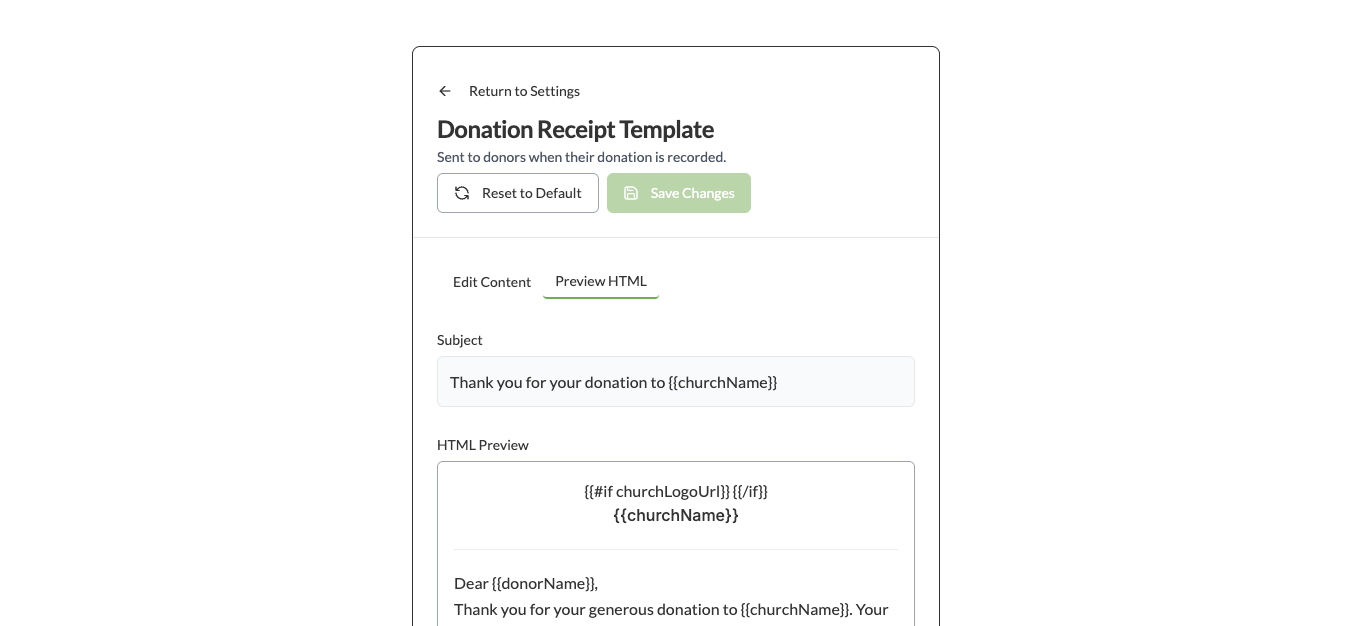 Return to Settings
Donation Receipt Template
Sent to donors when their donation is recorded.
Reset to Default
Save Changes
Edit Content
Preview HTML
Subject
Thank you for your donation to {{churchName}}
HTML Preview
{{#if churchLogoUrl}} {{/if}}
{{churchName}}
Dear {{donorName}},
Thank you for your generous donation to {{churchName}}. Your